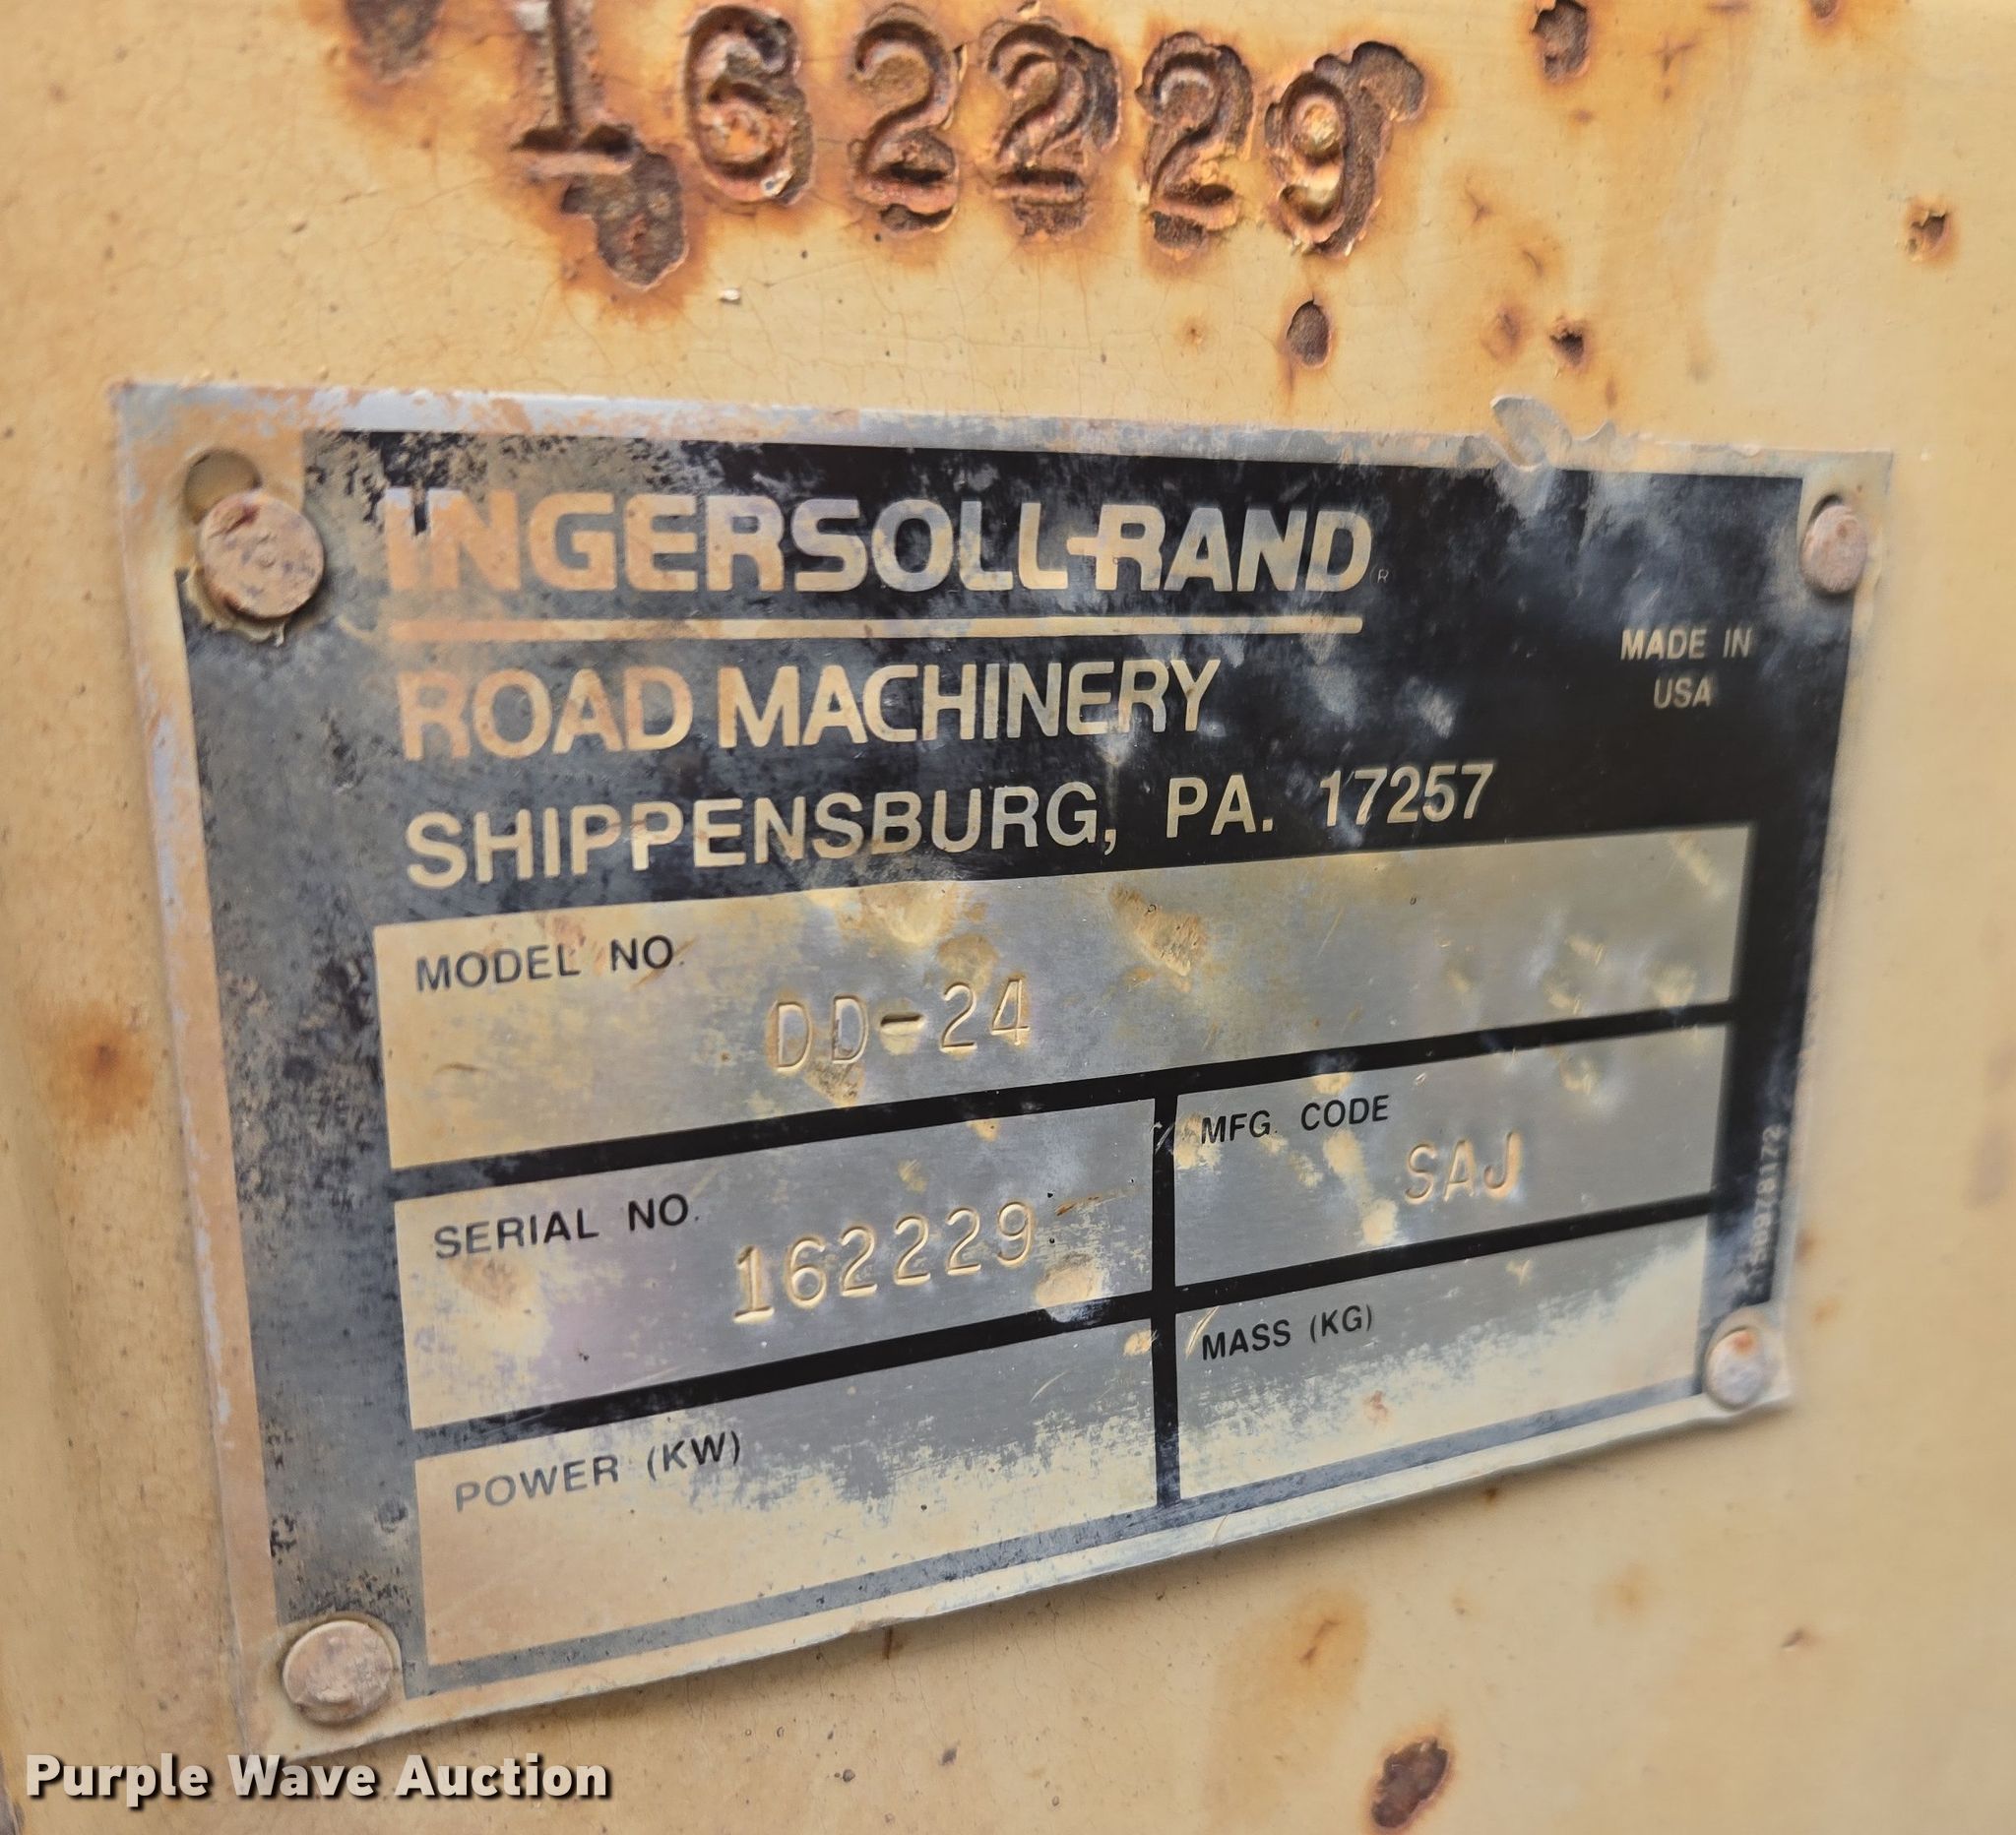 162229
INGERSOLL-RAND®
ROAD MACHINERY
SHIPPENSBURG, PA. 17257
MADE IN
USA
MODEL NO.
DD-24
SERIAL NO.
162229
MFG. CODE
SAJ
POWER (KW)
MASS (KG)
Purple Wave Auction